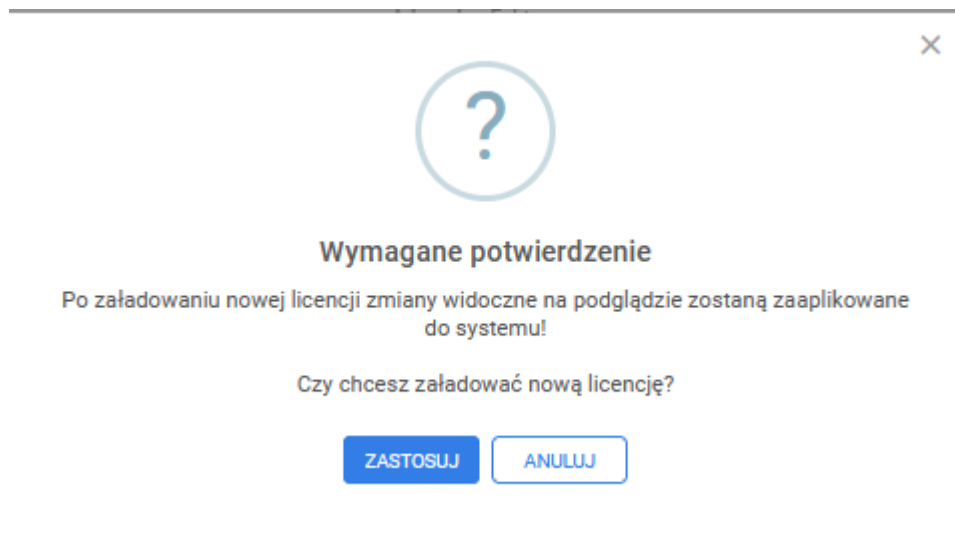 ?
Wymagane potwierdzenie
Po załadowaniu nowej licencji zmiany widoczne na podglądzie zostaną zaaplikowane
do systemu!
Czy chcesz załadować nową licencję?
ZASTOSUJ ANULUJ